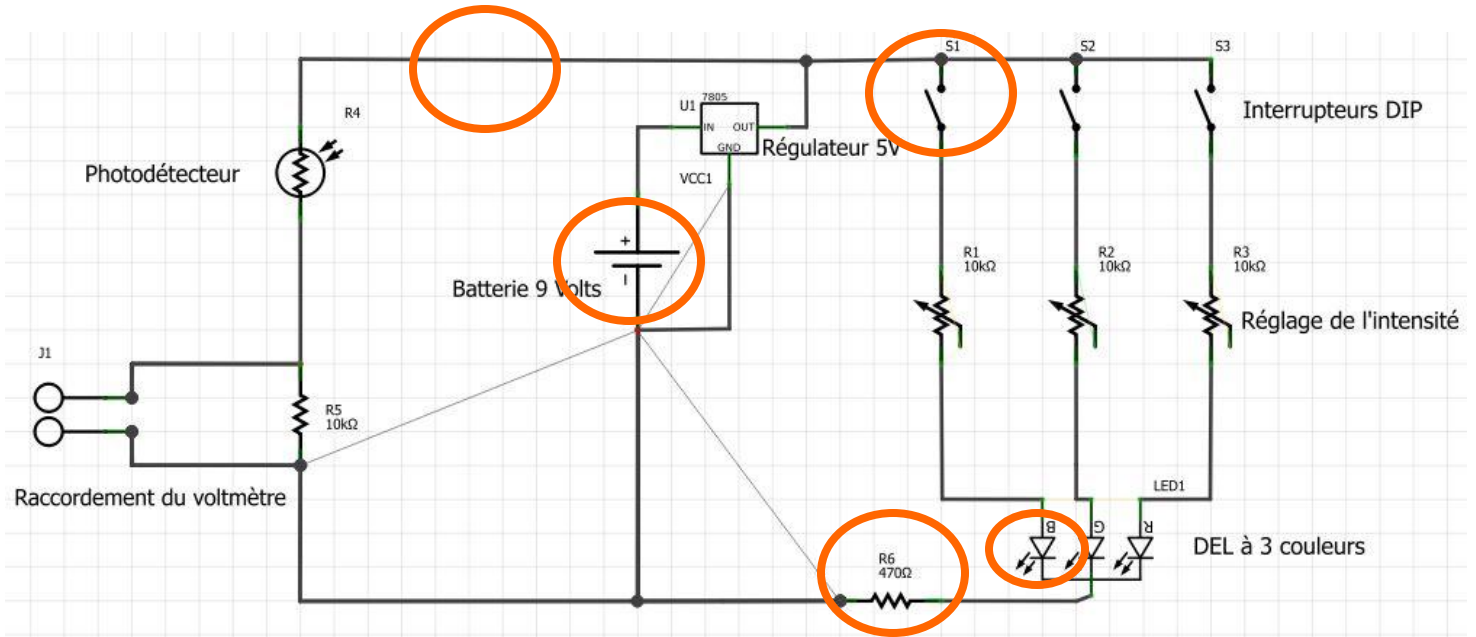 S1
S2
S3
7805
U1
IN
OUT
GND
Régulateur 5V
Interrupteurs DIP
R4
Photodétecteur
VCC1
+
Batterie 9 Volts
R1
10kΩ
R2
10kΩ
R3
10kΩ
Réglage de l'intensité
J1
R5
10kΩ
Raccordement du voltmètre
LED1
B
G
R
DEL à 3 couleurs
R6
470Ω